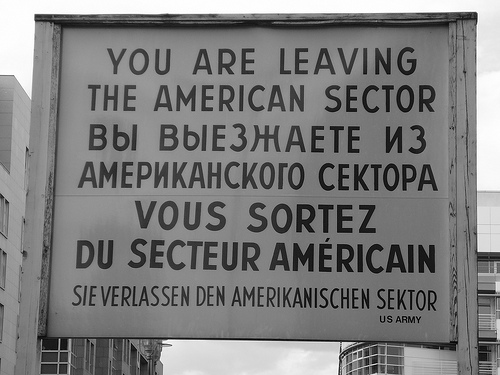 YOU ARE LEAVING
THE AMERICAN SECTOR
ВЫ ВЫЕЗЖАЕТЕ ИЗ
АМЕРИКАНСКОГО СЕКТОРА
VOUS SORTEZ
DU SECTEUR AMÉRICAIN
SIE VERLASSEN DEN AMERIKANISCHEN SEKTOR
US ARMY